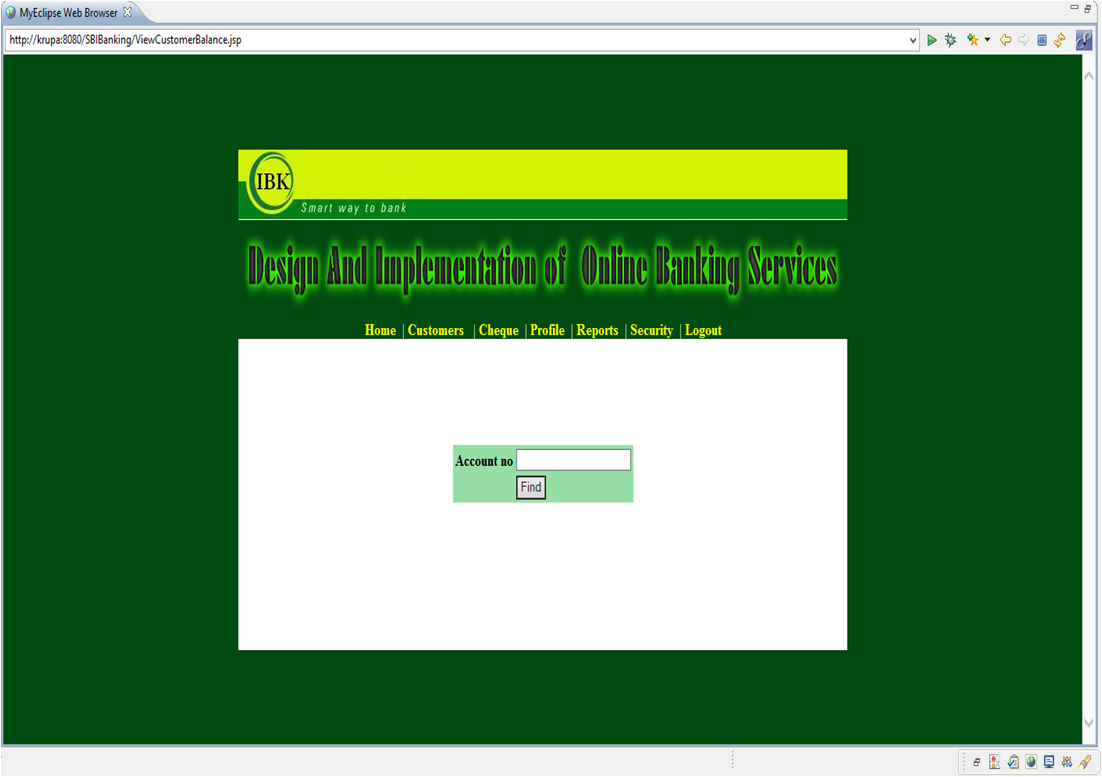 MyEclipse Web Browser
http://krupa:8080/SBIBanking/ViewCustomerBalance.jsp
IBK
Smart way to bank
Design And Implementation of Online Banking Services
Home | Customers | Cheque | Profile | Reports | Security | Logout
Account no
Find